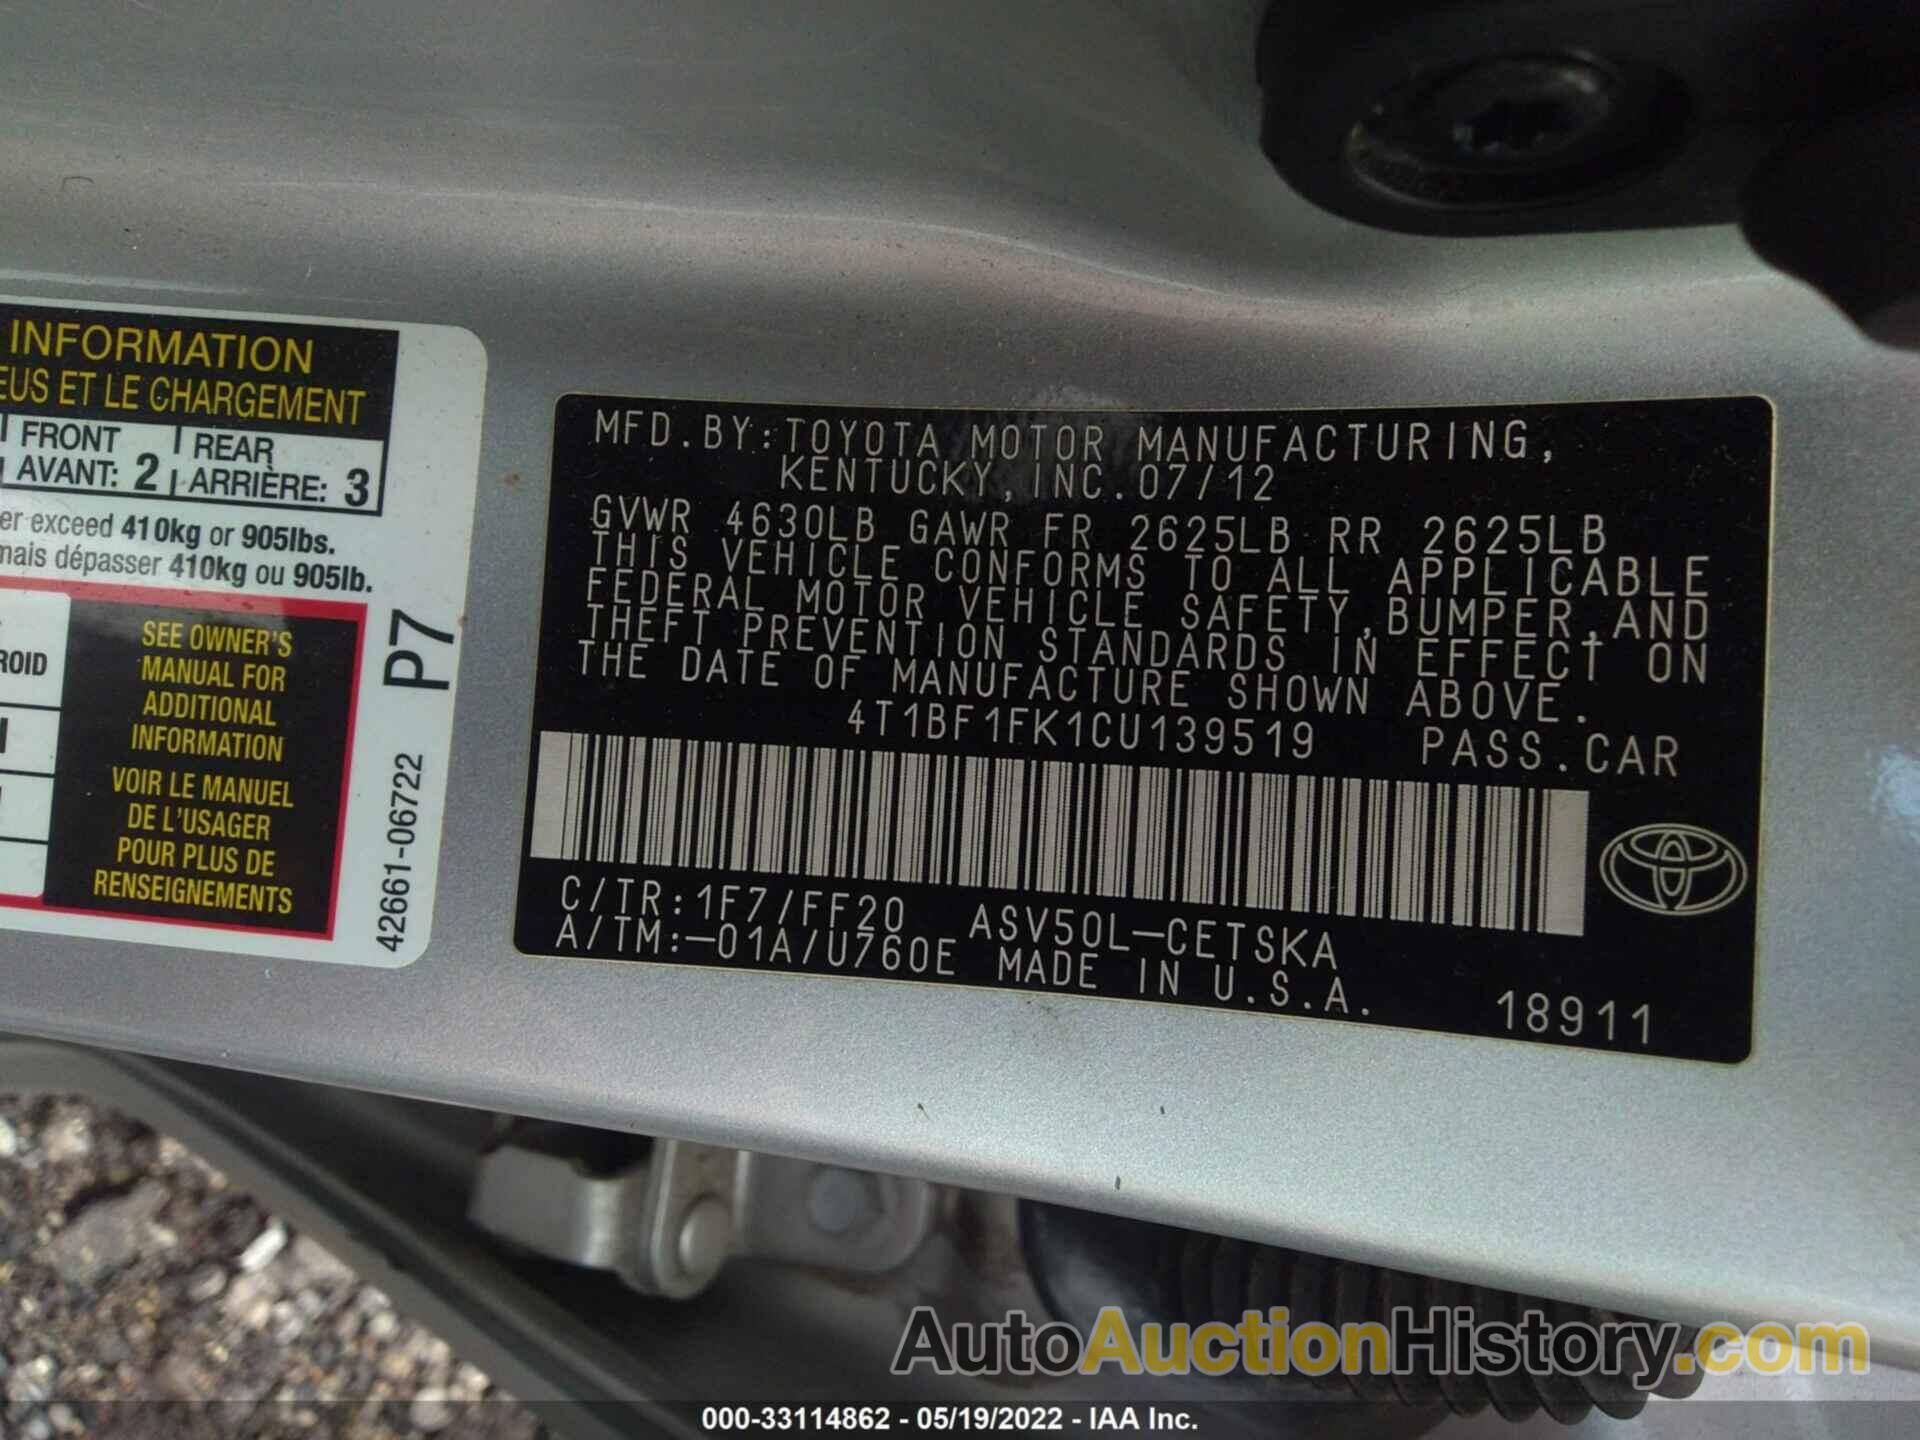 INFORMATION
EUS ET LE CHARGEMENT
FRONT
AVANT: 2
REAR
ARRIÈRE: 3
er exceed 410kg or 905lbs.
mais dépasser 410kg ou 905lb.
ROID
SEE OWNER'S
MANUAL FOR
ADDITIONAL
INFORMATION
VOIR LE MANUEL
DE L'USAGER
POUR PLUS DE
RENSEIGNEMENTS
P7
42661-06722
MFD.BY:TOYOTA MOTOR MANUFACTURING,
KENTUCKY,INC.07/12
GVWR 4630LB GAWR FR 2625LB RR 2625LB
THIS VEHICLE CONFORMS TO ALL APPLICABLE
FEDERAL MOTOR VEHICLE SAFETY,BUMPER,AND
THEFT PREVENTION STANDARDS IN EFFECT ON
THE DATE OF MANUFACTURE SHOWN ABOVE.
4T1BF1FK1CU139519 PASS.CAR
C/TR:1F7/FF20 ASV50L-CETSKA
A/TM:-01A/U760E MADE IN U.S.A.
18911
AutoAuctionHistory.com
000-33114862 - 05/19/2022 - IAA Inc.